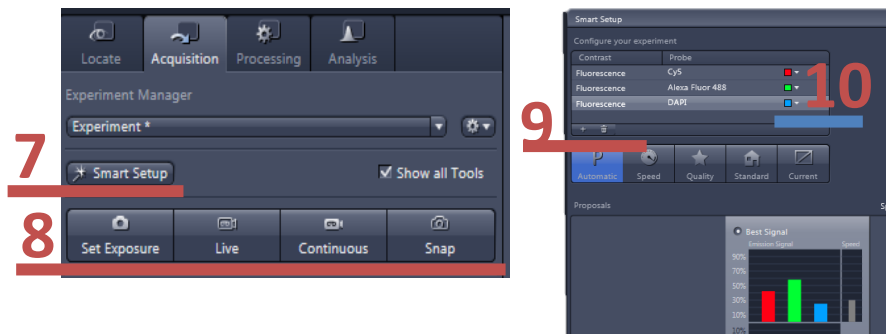 Locate Acquisition Processing Analysis
Experiment Manager
Experiment *
7
Smart Setup Show all Tools
8
Set Exposure Live Continuous Snap
Smart Setup
Configure your experiment
Contrast Probe
Fluorescence Cy5
Fluorescence Alexa Fluor 488
Fluorescence DAPI
10
9
+
Automatic Speed Quality Standard Current
Proposals Sp
Best Signal
Emission Signal Speed
90%
70%
50%
30%
10%
10%